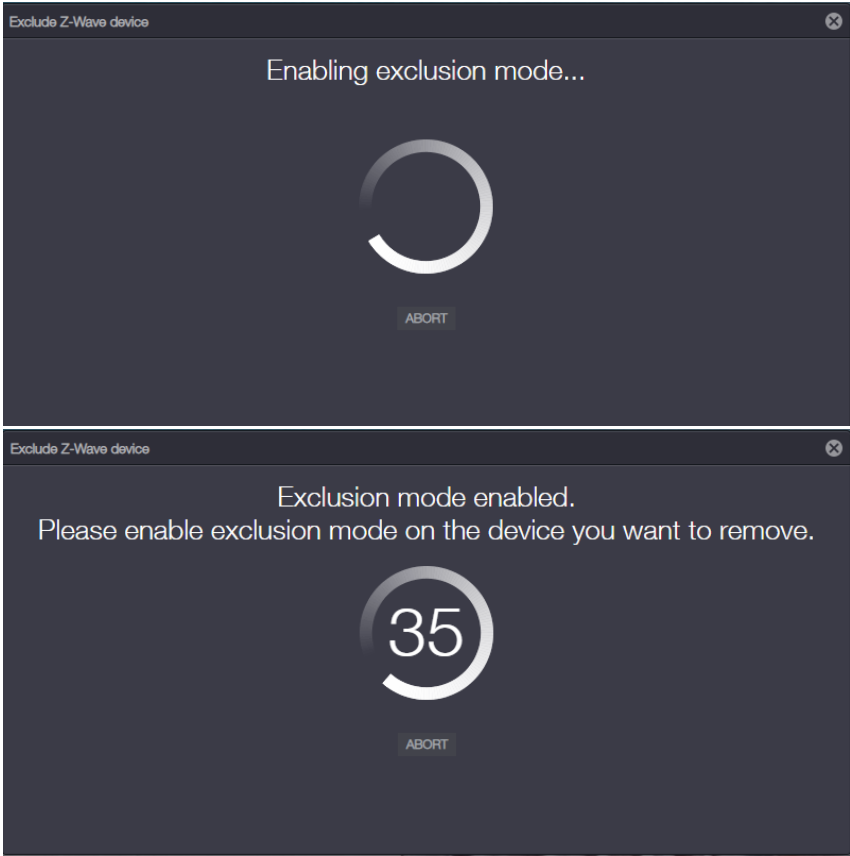 Exclude Z-Wave device
Enabling exclusion mode...
ABORT
Exclude Z-Wave device
Exclusion mode enabled.
Please enable exclusion mode on the device you want to remove.
35
ABORT